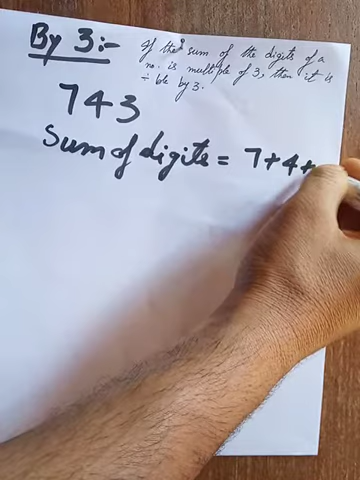 By 3:-
If the sum of the digits of a
no. is multiple of 3, then it is
÷ ble by 3.
743
Sum of digits = 7+4+